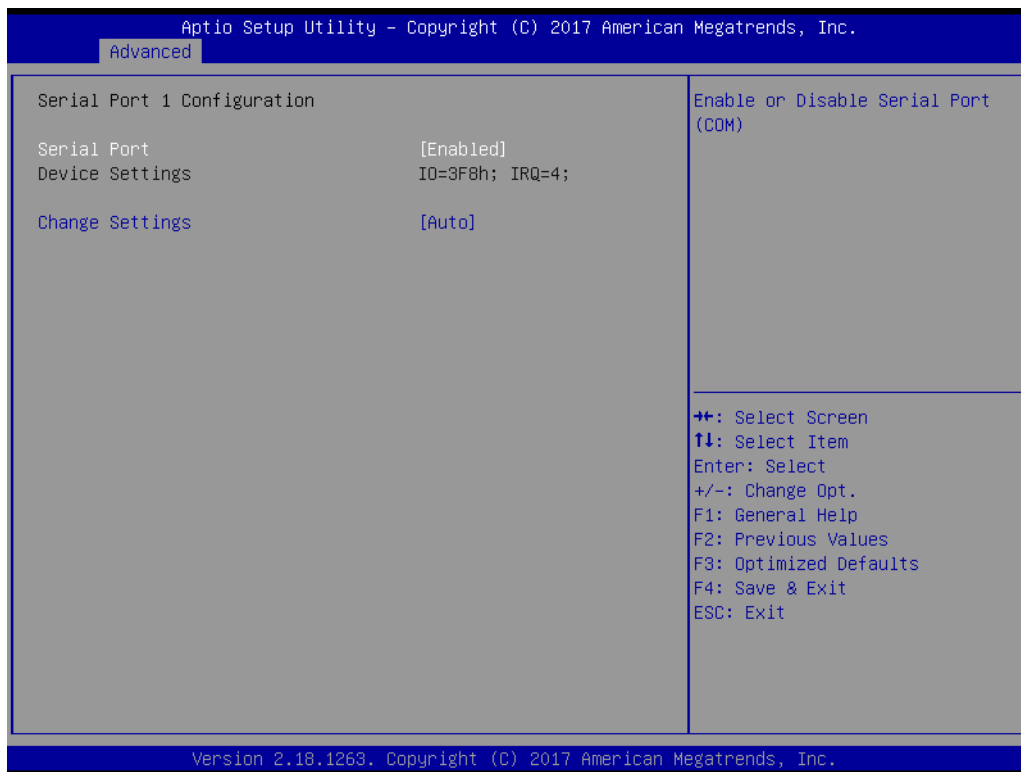 Aptio Setup Utility – Copyright (C) 2017 American Megatrends, Inc.
Advanced
Serial Port 1 Configuration
Serial Port [Enabled]
Device Settings IO=3F8h; IRQ=4;
Change Settings [Auto]
Enable or Disable Serial Port
(COM)
→←: Select Screen
↑↓: Select Item
Enter: Select
+/-: Change Opt.
F1: General Help
F2: Previous Values
F3: Optimized Defaults
F4: Save & Exit
ESC: Exit
Version 2.18.1263. Copyright (C) 2017 American Megatrends, Inc.